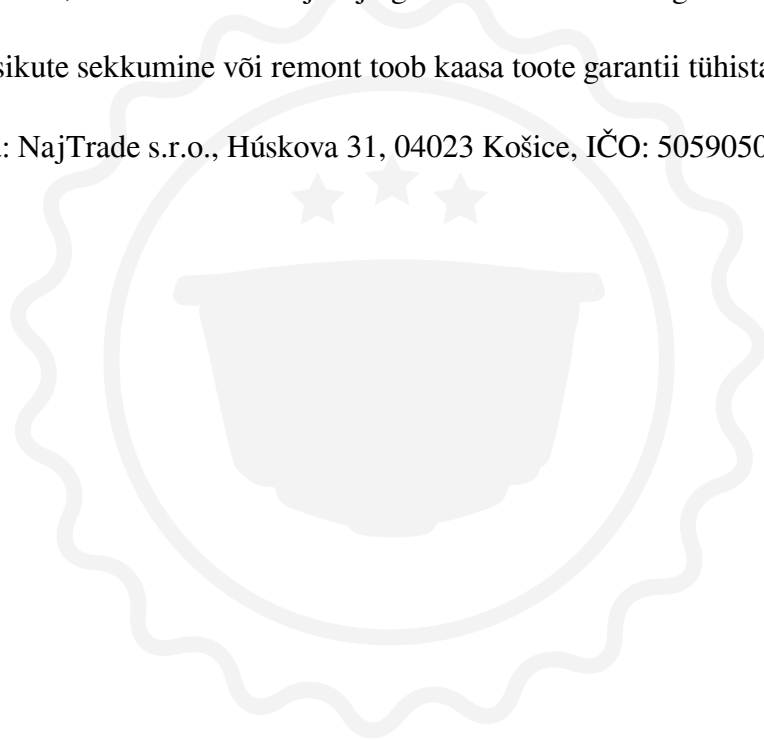 sikute sekkumine või remont toob kaasa toote garantii tühista
: NajTrade s.r.o., Húskova 31, 04023 Košice, IČO: 5059050